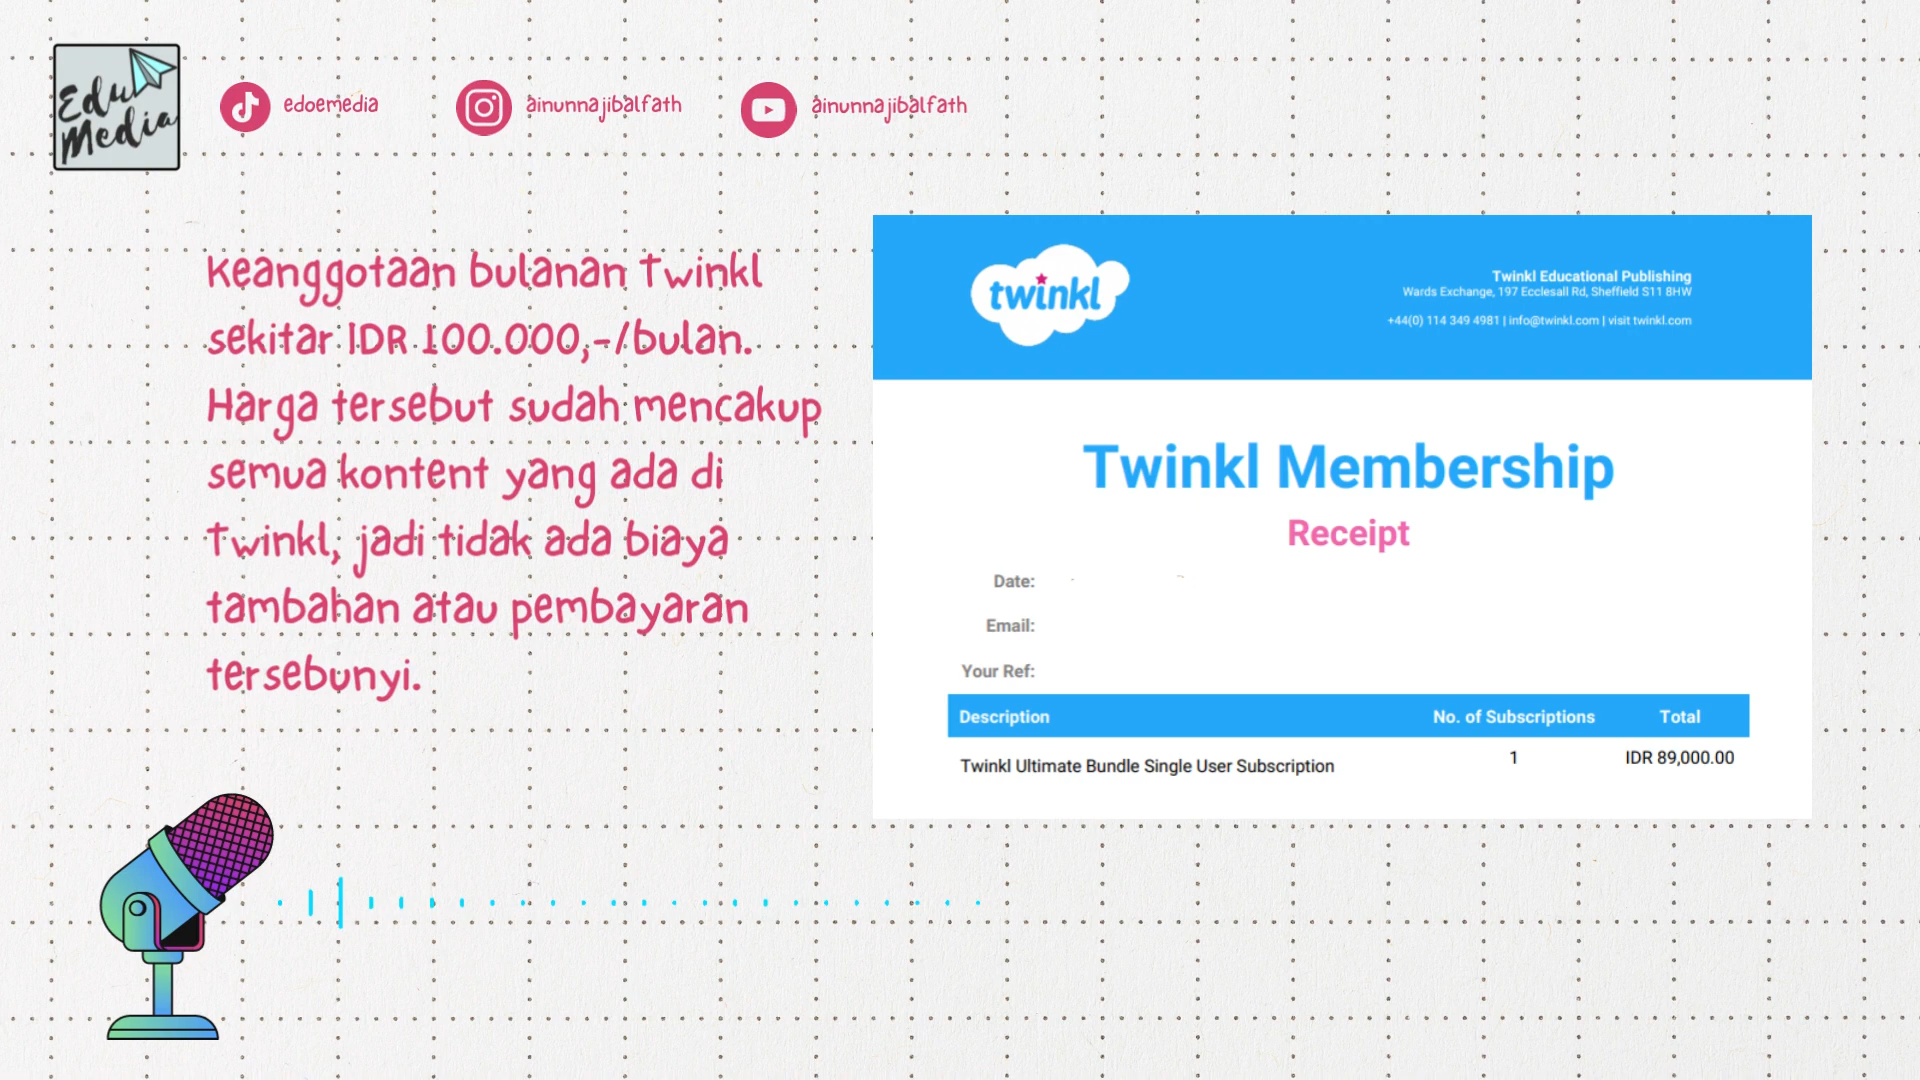 Edu
Media
edoemedia
ainunnajibalfath
ainunnajibalfath
Keanggotaan bulanan Twinkl
sekitar IDR 100.000,-/bulan.
Harga tersebut sudah mencakup
semua kontent yang ada di
Twinkl, jadi tidak ada biaya
tambahan atau pembayaran
tersebunyi.
twinkl
Twinkl Educational Publishing
Wards Exchange, 197 Ecclesall Rd, Sheffield S11 8HW
+44(0) 114 349 4981 | info@twinkl.com | visit twinkl.com
Twinkl Membership
Receipt
Date:
Email:
Your Ref:
Description No. of Subscriptions Total
Twinkl Ultimate Bundle Single User Subscription 1 IDR 89,000.00